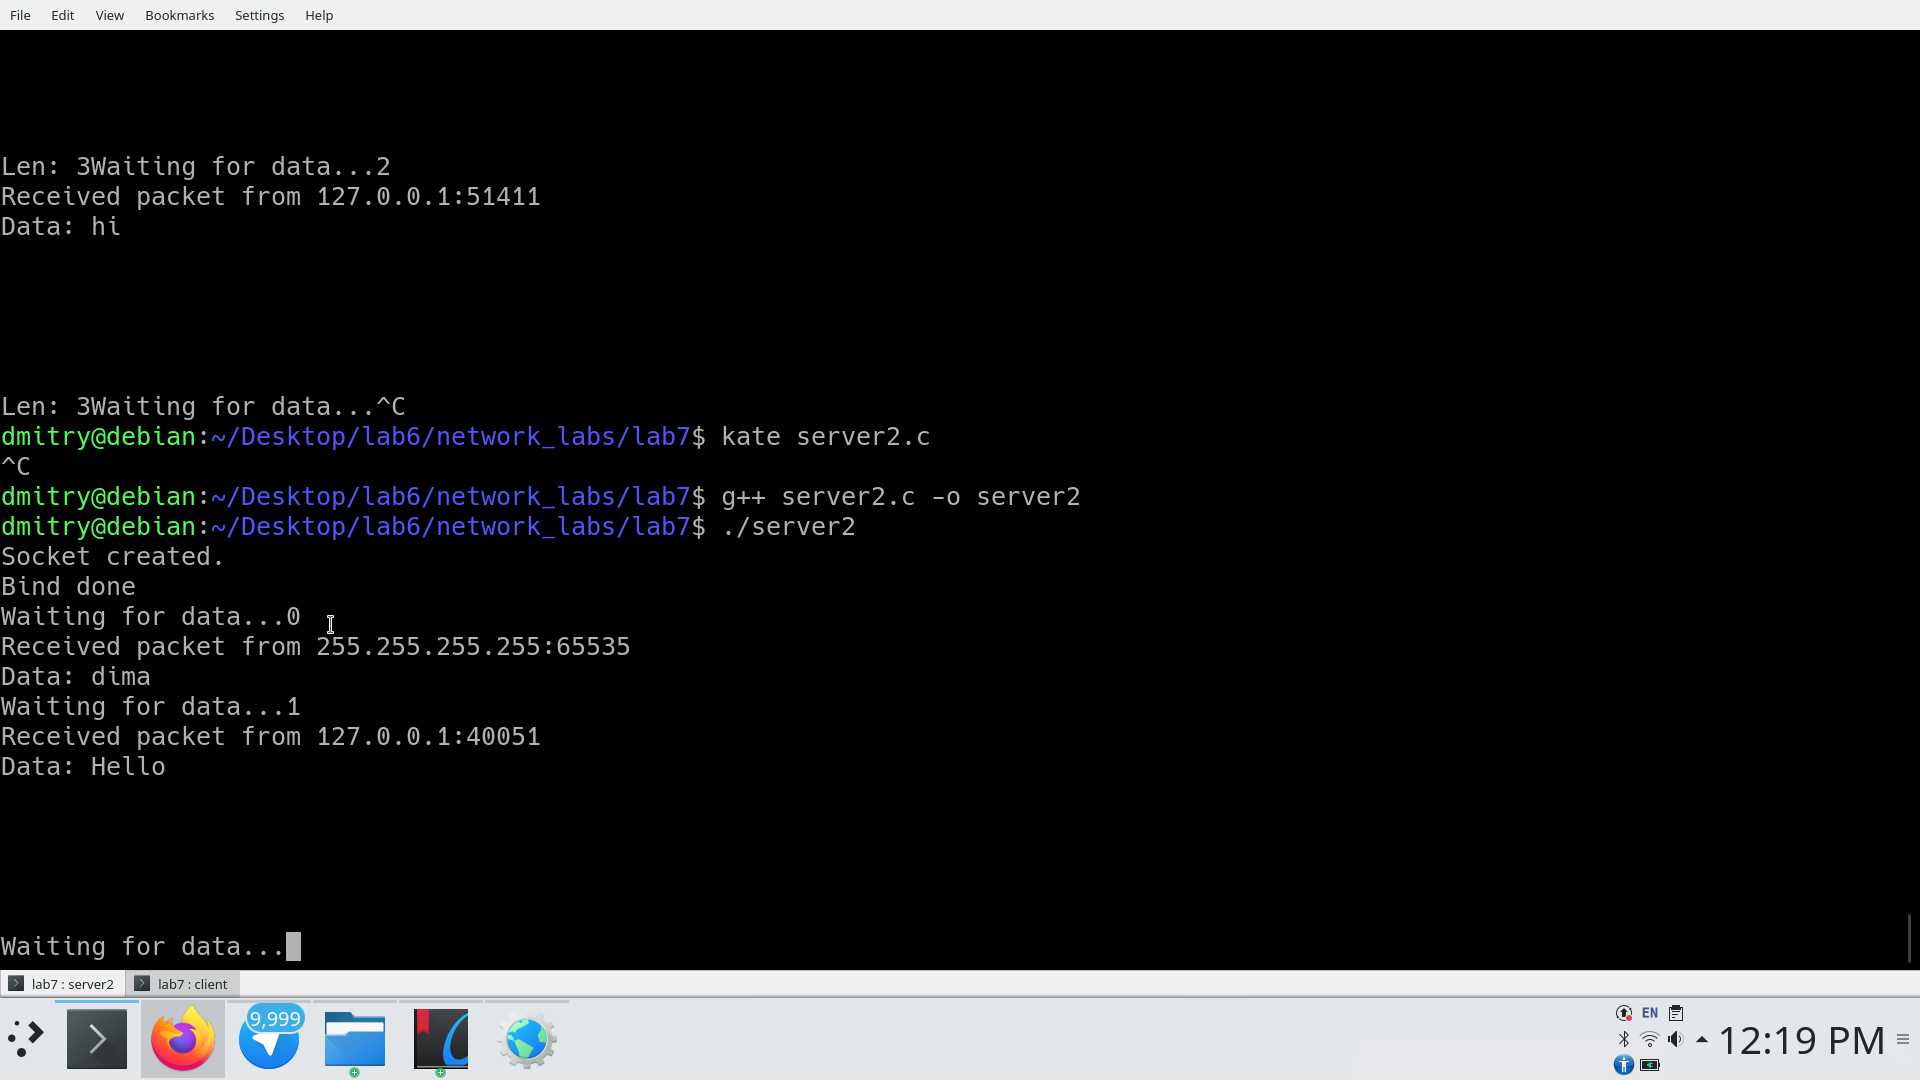 File Edit View Bookmarks Settings Help
Len: 3Waiting for data...2
Received packet from 127.0.0.1:51411
Data: hi
Len: 3Waiting for data...^C
dmitry@debian:~/Desktop/lab6/network_labs/lab7$ kate server2.c
^C
dmitry@debian:~/Desktop/lab6/network_labs/lab7$ g++ server2.c -o server2
dmitry@debian:~/Desktop/lab6/network_labs/lab7$ ./server2
Socket created.
Bind done
Waiting for data...0
Received packet from 255.255.255.255:65535
Data: dima
Waiting for data...1
Received packet from 127.0.0.1:40051
Data: Hello
Waiting for data...
lab7 : server2 lab7 : client
9,999
EN
12:19 PM